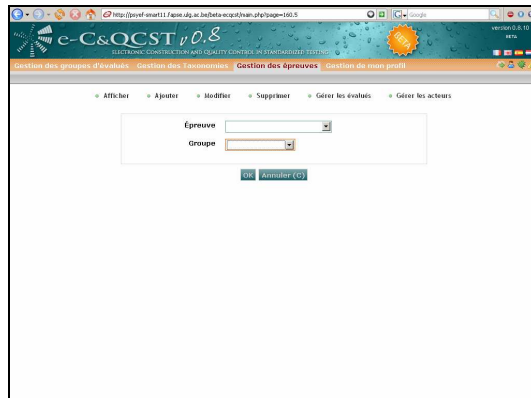 http://psyef-smart11.fapse.ulg.ac.be/beta-ecqcst/main.php?page=160.5
Google
e-C&QCST v0.8
ELECTRONIC CONSTRUCTION AND QUALITY CONTROL IN STANDARDIZED TESTING
BETA
version 0.8.10
BETA
Gestion des groupes d'évalués Gestion des Taxonomies Gestion des épreuves Gestion de mon profil
Afficher Ajouter Modifier Supprimer Gérer les évalués Gérer les acteurs
Épreuve
Groupe
OK Annuler (C)